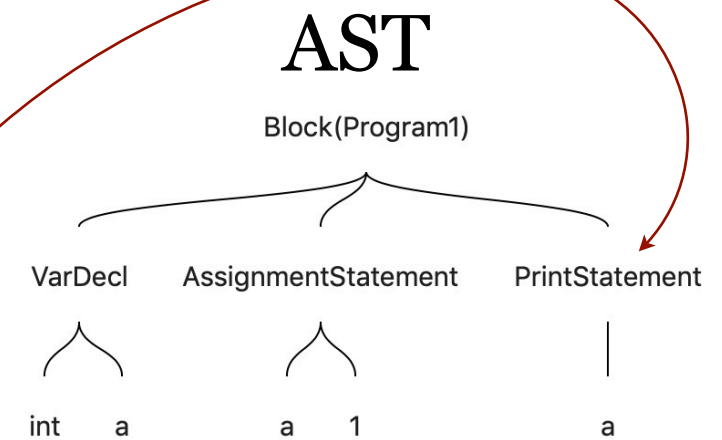 AST
Block(Program1)
VarDecl AssignmentStatement PrintStatement
int a a 1 a